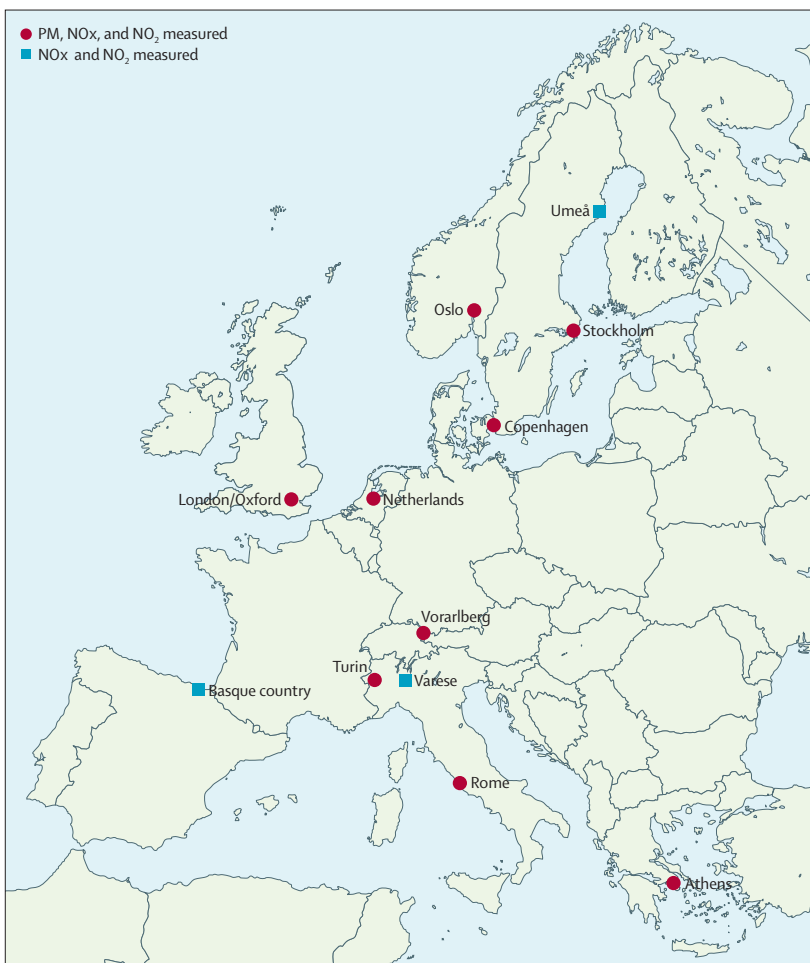 PM, NOx, and NO₂ measured
NOx and NO₂ measured
Umeå
Oslo
Stockholm
Copenhagen
London/Oxford
Netherlands
Vorarlberg
Turin
Varese
Basque country
Rome
Athens